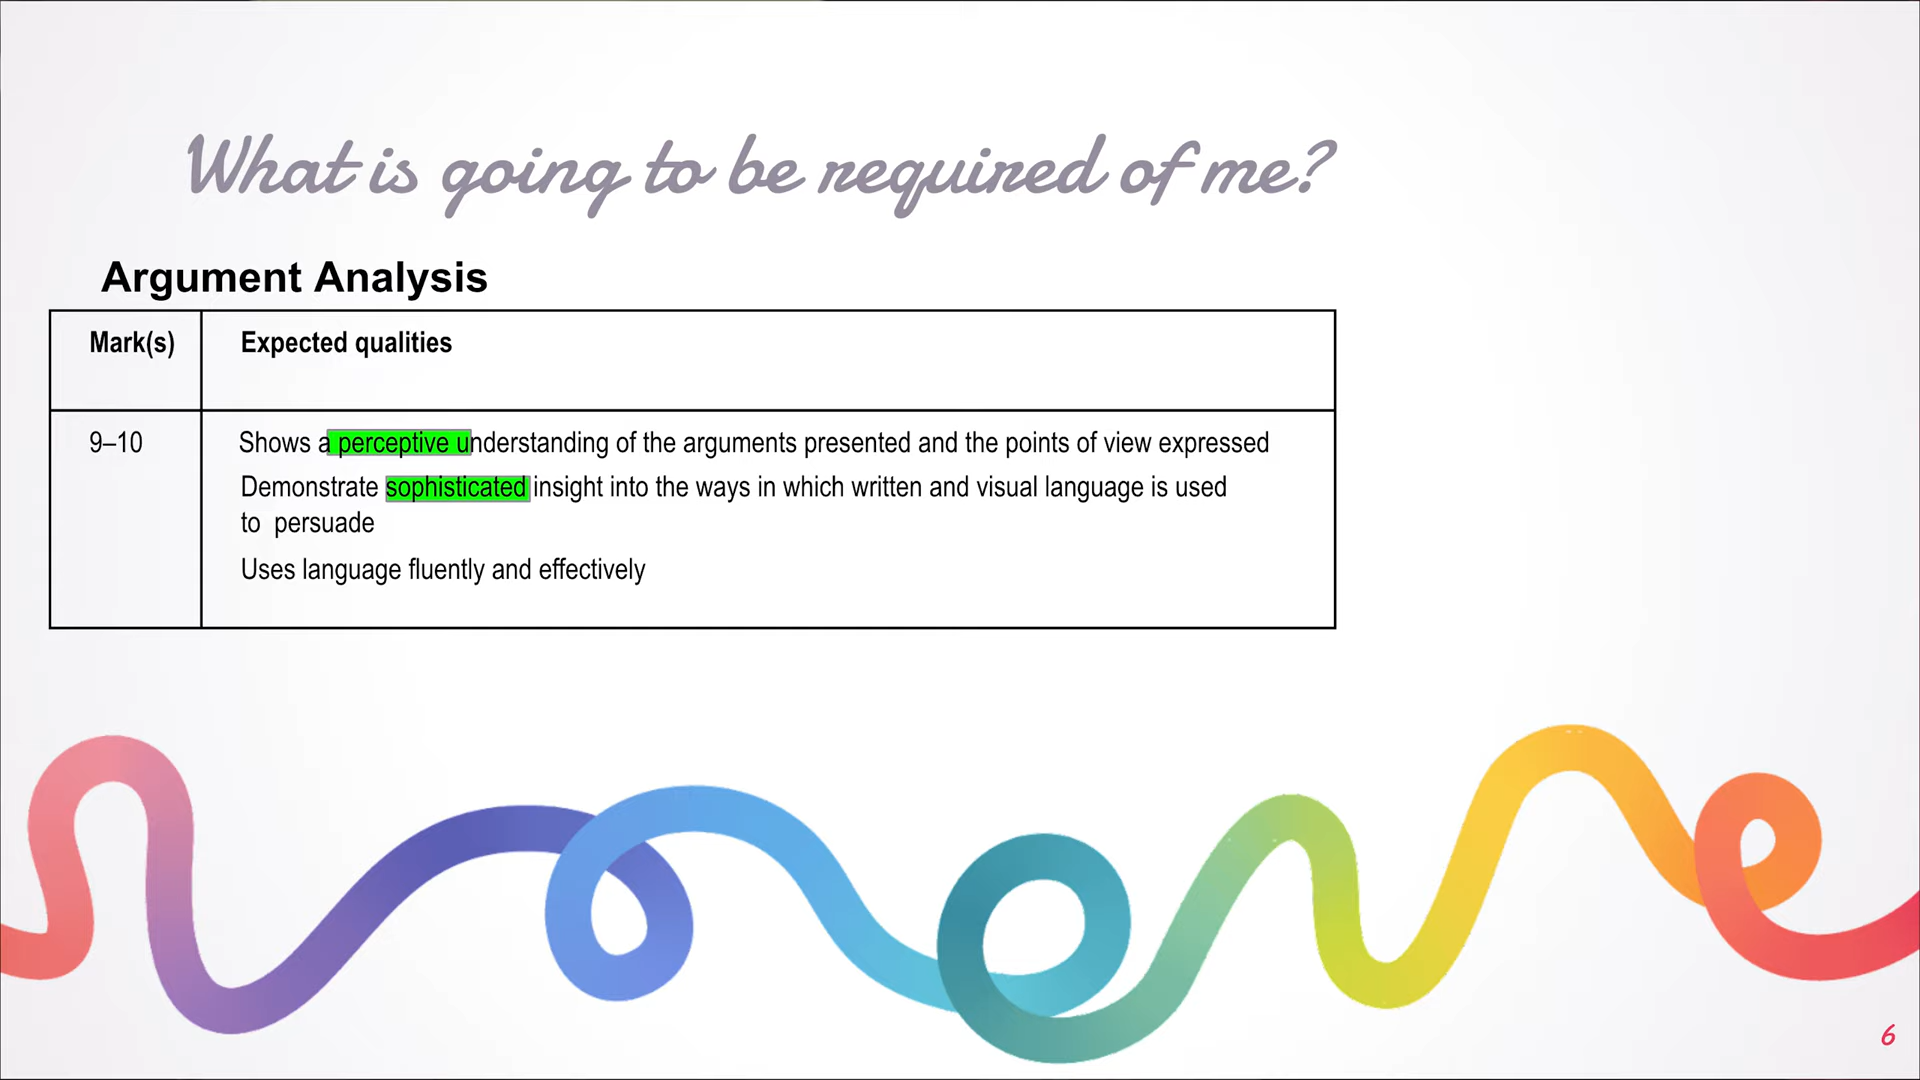 What is going to be required of me?
Argument Analysis
Mark(s)
Expected qualities
9–10
Shows a perceptive understanding of the arguments presented and the points of view expressed
Demonstrate sophisticated insight into the ways in which written and visual language is used
to persuade
Uses language fluently and effectively
6